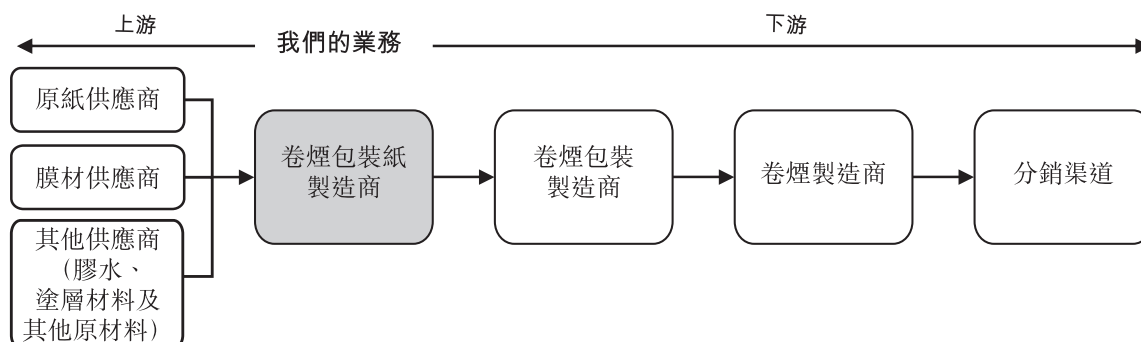 上游
我們的業務
下游
原紙供應商
膜材供應商
其他供應商
(膠水、
塗層材料及
其他原材料)
卷煙包裝紙
製造商
卷煙包裝
製造商
卷煙製造商
分銷渠道